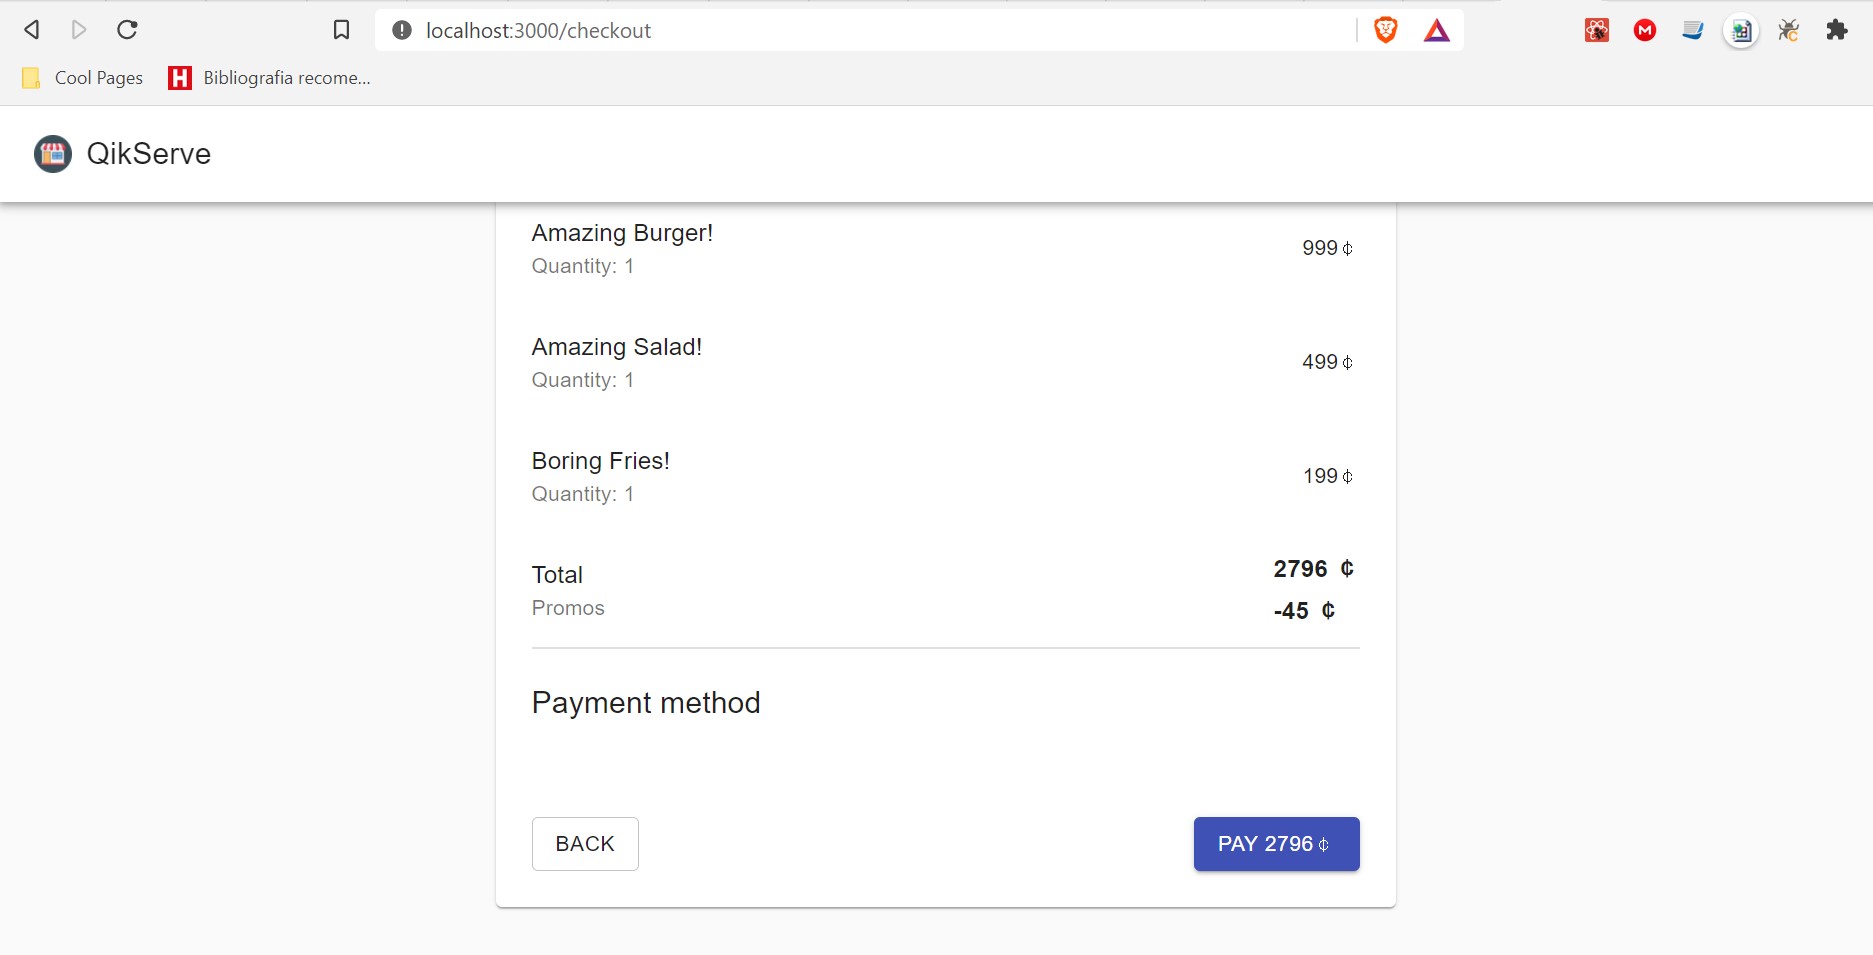 localhost:3000/checkout
Cool Pages
H Bibliografia recome...
QikServe
Amazing Burger!
999 ¢
Quantity: 1
Amazing Salad!
499 ¢
Quantity: 1
Boring Fries!
199 ¢
Quantity: 1
Total
2796 ¢
Promos
-45 ¢
Payment method
BACK
PAY 2796 ¢